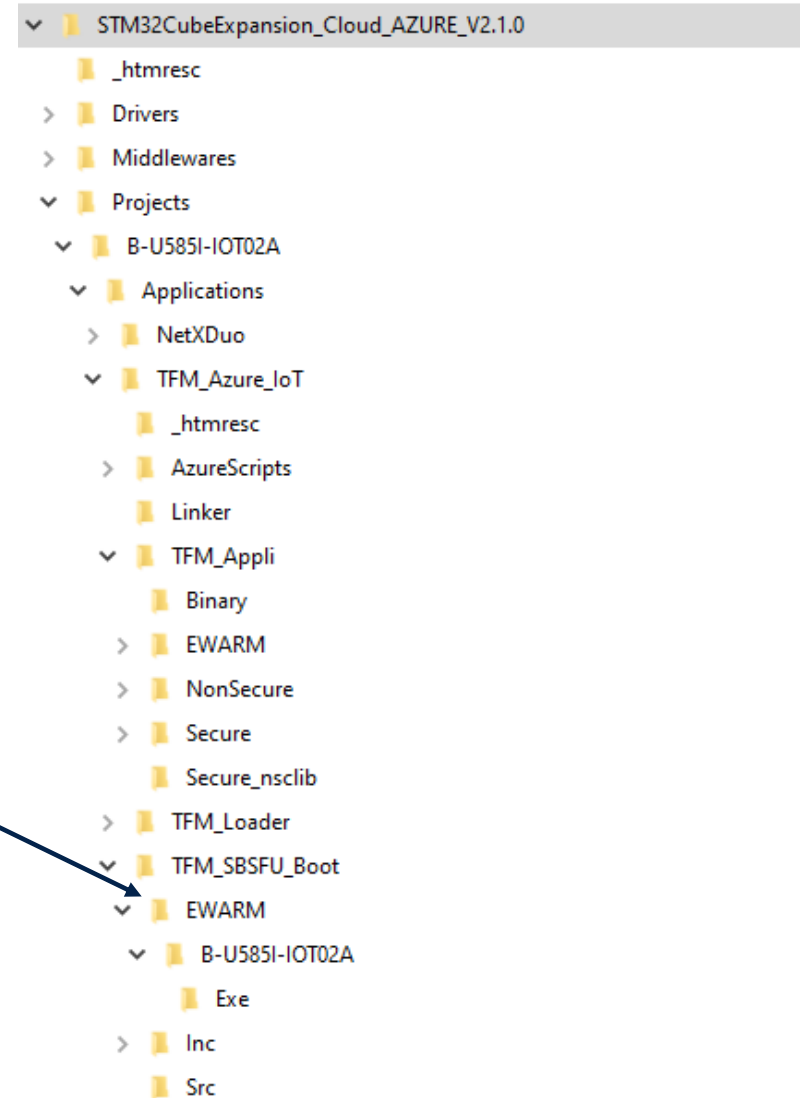 STM32CubeExpansion_Cloud_AZURE_V2.1.0
_htmresc
Drivers
Middlewares
Projects
B-U585I-IOT02A
Applications
NetXDuo
TFM_Azure_IoT
_htmresc
AzureScripts
Linker
TFM_Appli
Binary
EWARM
NonSecure
Secure
Secure_nsclib
TFM_Loader
TFM_SBSFU_Boot
EWARM
B-U585I-IOT02A
Exe
Inc
Src